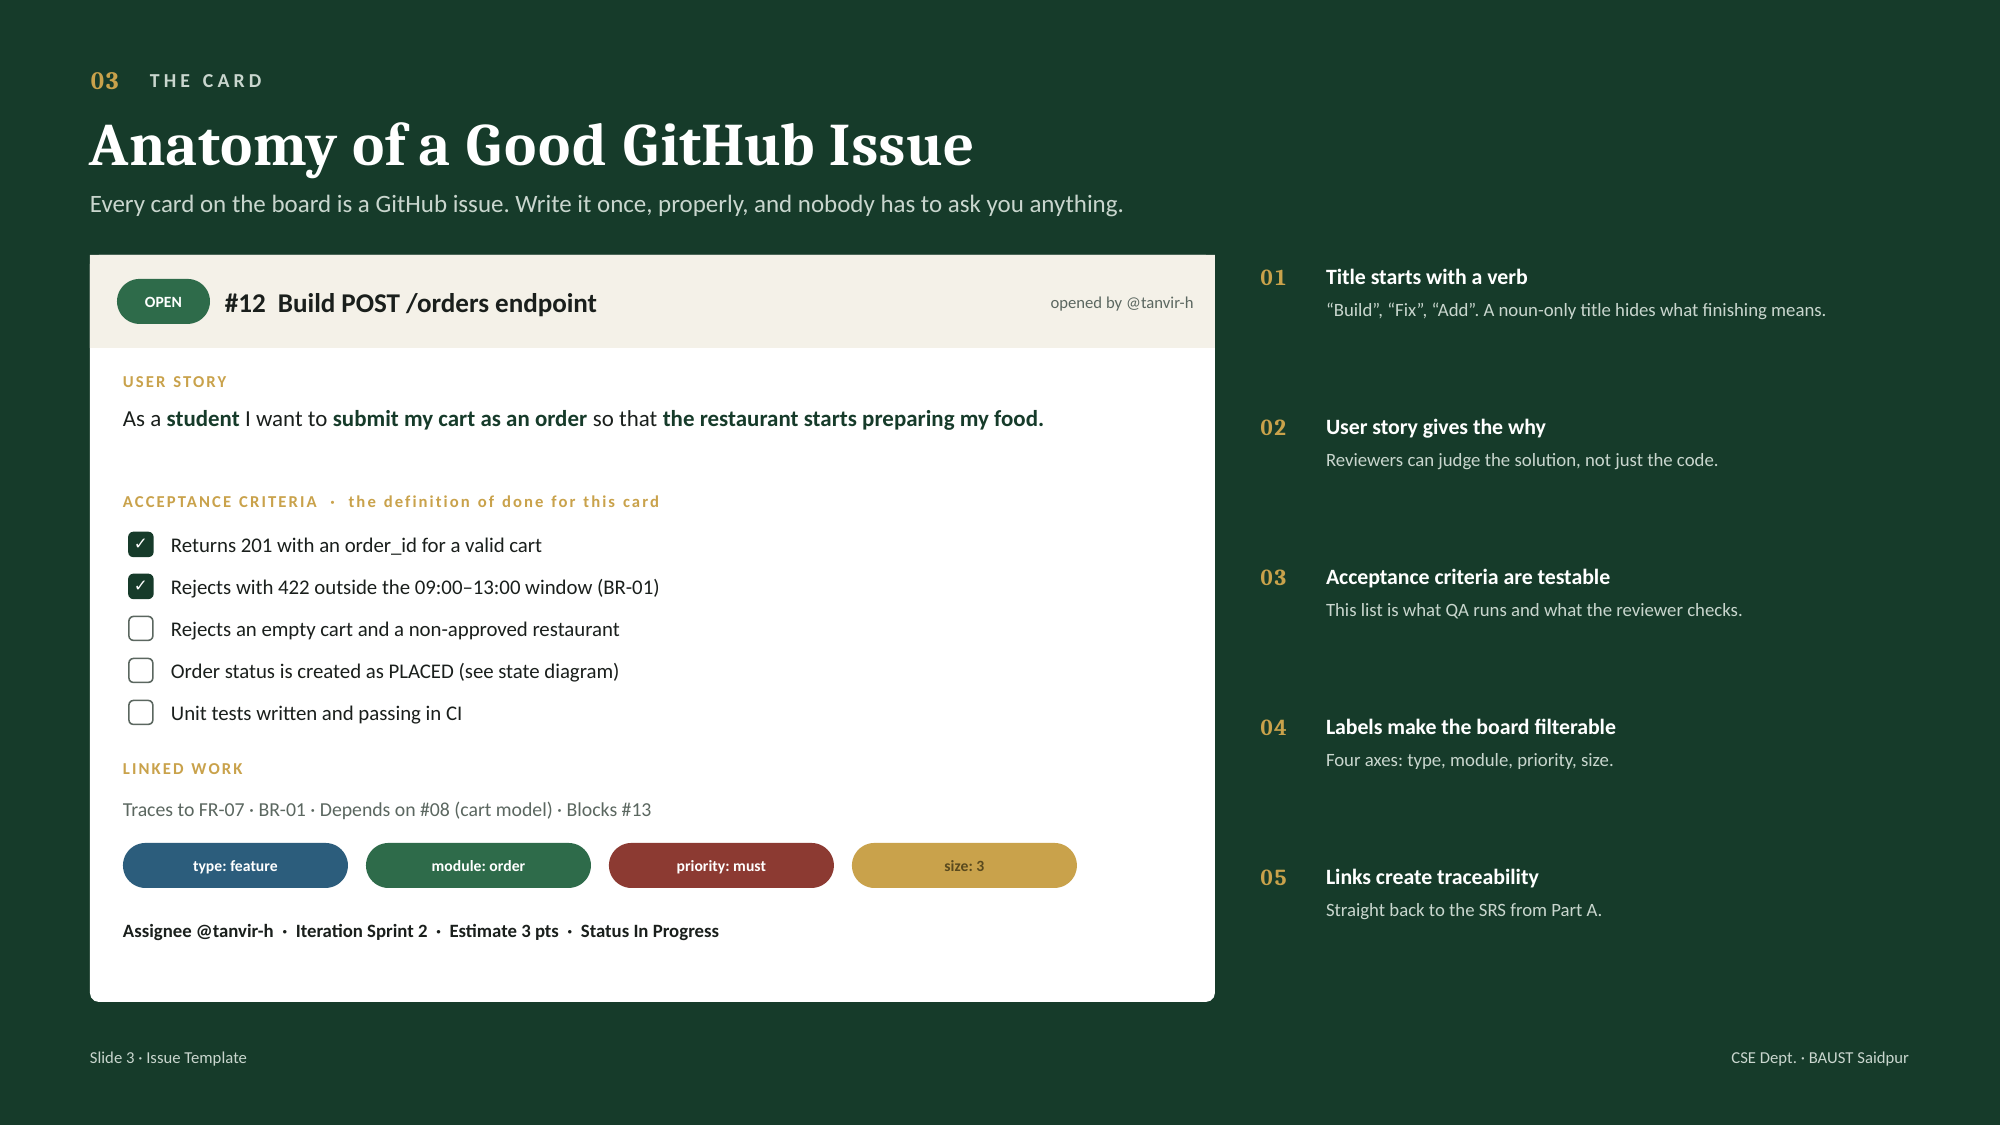 03 THE CARD
Anatomy of a Good GitHub Issue
Every card on the board is a GitHub issue. Write it once, properly, and nobody has to ask you anything.
OPEN #12 Build POST /orders endpoint opened by @tanvir-h
USER STORY
As a student I want to submit my cart as an order so that the restaurant starts preparing my food.
ACCEPTANCE CRITERIA · the definition of done for this card
✓ Returns 201 with an order_id for a valid cart
✓ Rejects with 422 outside the 09:00–13:00 window (BR-01)
Rejects an empty cart and a non-approved restaurant
Order status is created as PLACED (see state diagram)
Unit tests written and passing in CI
LINKED WORK
Traces to FR-07 · BR-01 · Depends on #08 (cart model) · Blocks #13
type: feature module: order priority: must size: 3
Assignee @tanvir-h · Iteration Sprint 2 · Estimate 3 pts · Status In Progress
01 Title starts with a verb
“Build”, “Fix”, “Add”. A noun-only title hides what finishing means.
02 User story gives the why
Reviewers can judge the solution, not just the code.
03 Acceptance criteria are testable
This list is what QA runs and what the reviewer checks.
04 Labels make the board filterable
Four axes: type, module, priority, size.
05 Links create traceability
Straight back to the SRS from Part A.
Slide 3 · Issue Template
CSE Dept. · BAUST Saidpur